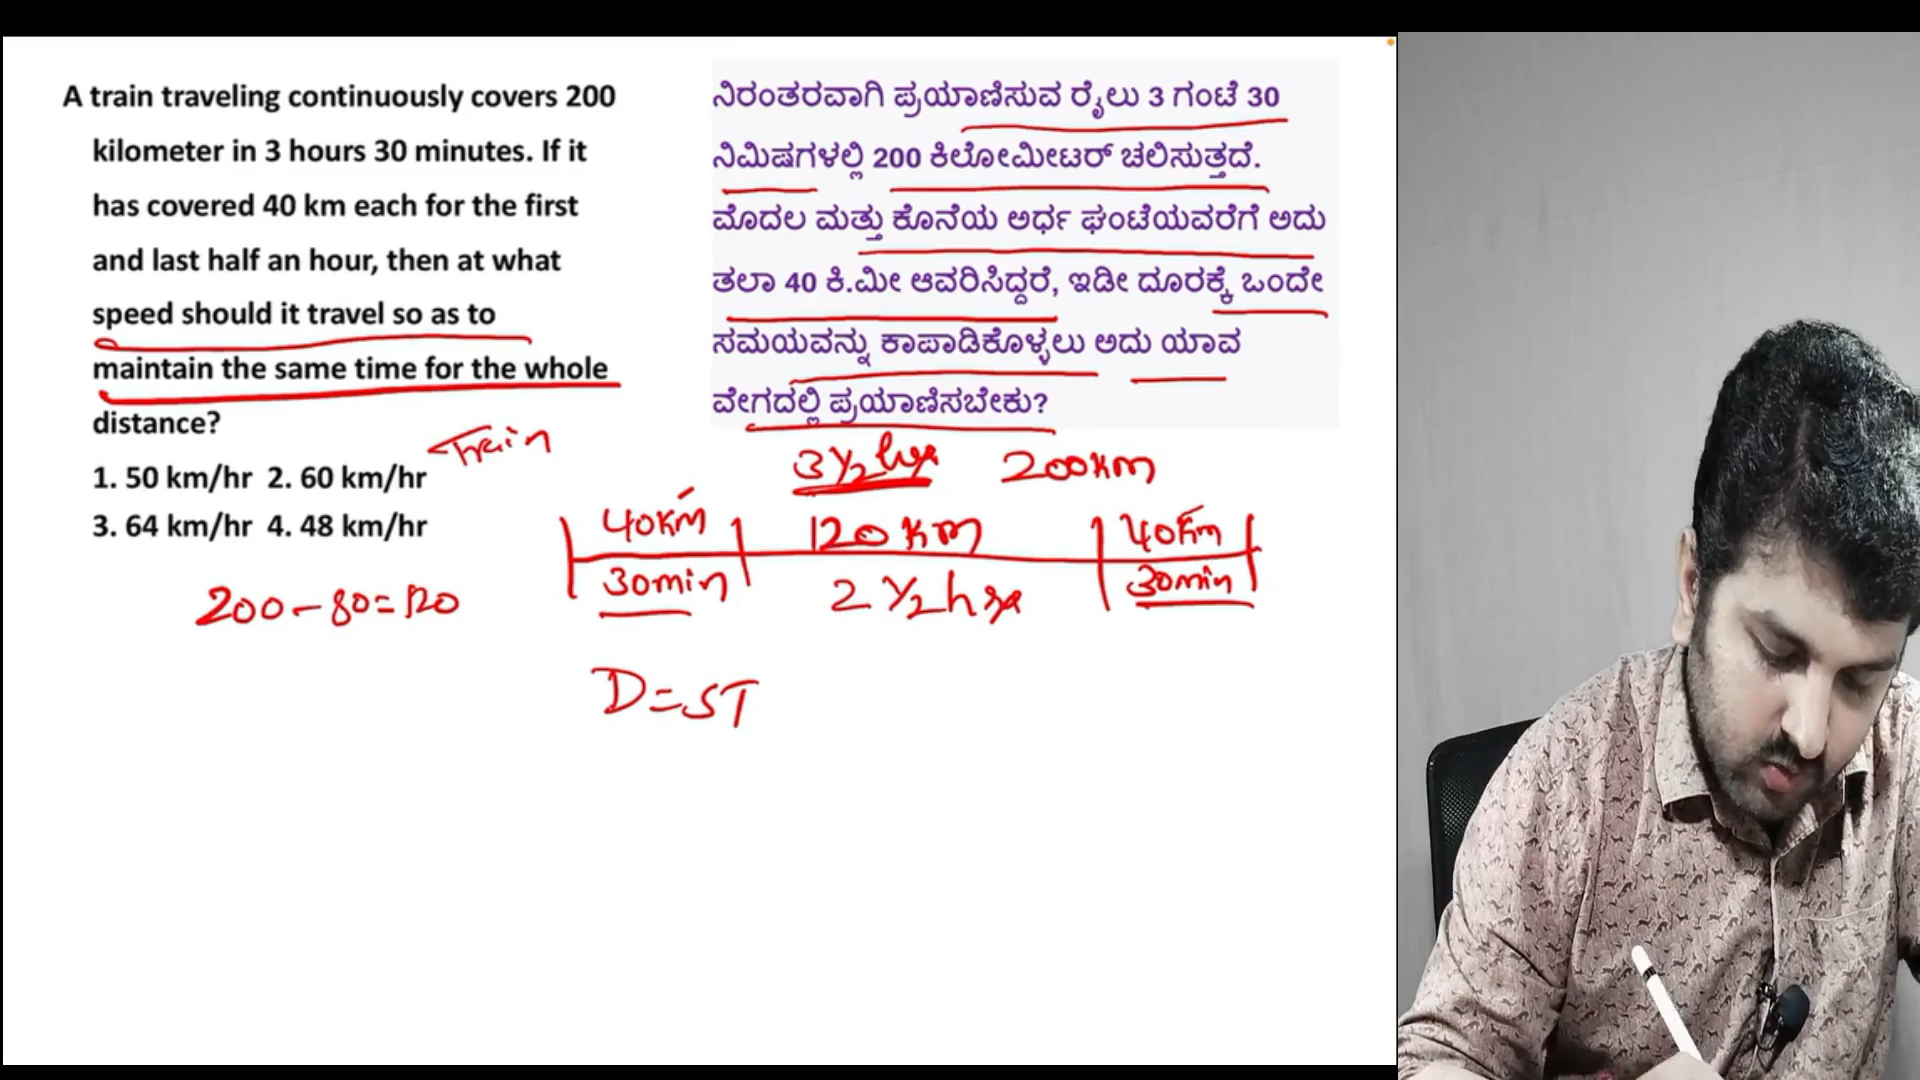 A train traveling continuously covers 200
kilometer in 3 hours 30 minutes. If it
has covered 40 km each for the first
and last half an hour, then at what
speed should it travel so as to
maintain the same time for the whole
distance?
1. 50 km/hr 2. 60 km/hr
3. 64 km/hr 4. 48 km/hr
ನಿರಂತರವಾಗಿ ಪ್ರಯಾಣಿಸುವ ರೈಲು 3 ಗಂಟೆ 30
ನಿಮಿಷಗಳಲ್ಲಿ 200 ಕಿಲೋಮೀಟರ್ ಚಲಿಸುತ್ತದೆ.
ಮೊದಲ ಮತ್ತು ಕೊನೆಯ ಅರ್ಧ ಘಂಟೆಯವರೆಗೆ ಅದು
ತಲಾ 40 ಕಿ.ಮೀ ಆವರಿಸಿದ್ದರೆ, ಇಡೀ ದೂರಕ್ಕೆ ಒಂದೇ
ಸಮಯವನ್ನು ಕಾಪಾಡಿಕೊಳ್ಳಲು ಅದು ಯಾವ
ವೇಗದಲ್ಲಿ ಪ್ರಯಾಣಿಸಬೇಕು?
Train
3 1/2 hrs 200km
40km 120 km 40km
30min 2 1/2 hrs 30min
200-80=120
D=ST